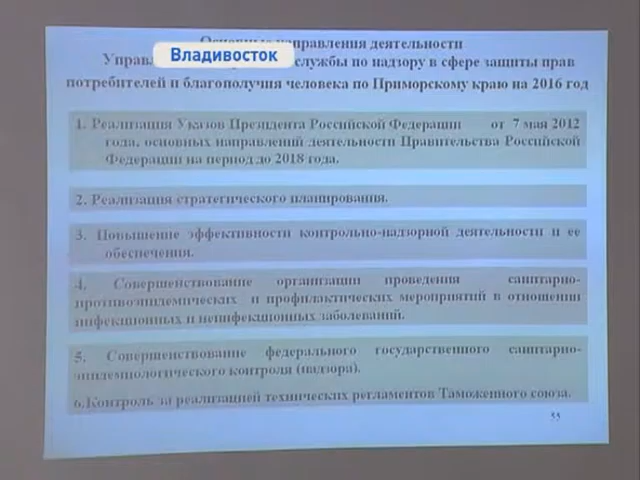 Основные направления деятельности
Владивосток
Управл службы по надзору в сфере защиты прав
потребителей и благополучия человека по Приморскому краю на 2016 год
1. Реализация Указов Президента Российской Федерации от 7 мая 2012
года, основных направлений деятельности Правительства Российской
Федерации на период до 2018 года.
2. Реализация стратегического планирования.
3. Повышение эффективности контрольно-надзорной деятельности и ее
обеспечения.
4. Совершенствование организации проведения санитарно-
противоэпидемических и профилактических мероприятий в отношении
инфекционных и неинфекционных заболеваний.
5. Совершенствование федерального государственного санитарно-
эпидемиологического контроля (надзора).
6.Контроль за реализацией технических регламентов Таможенного союза.
55